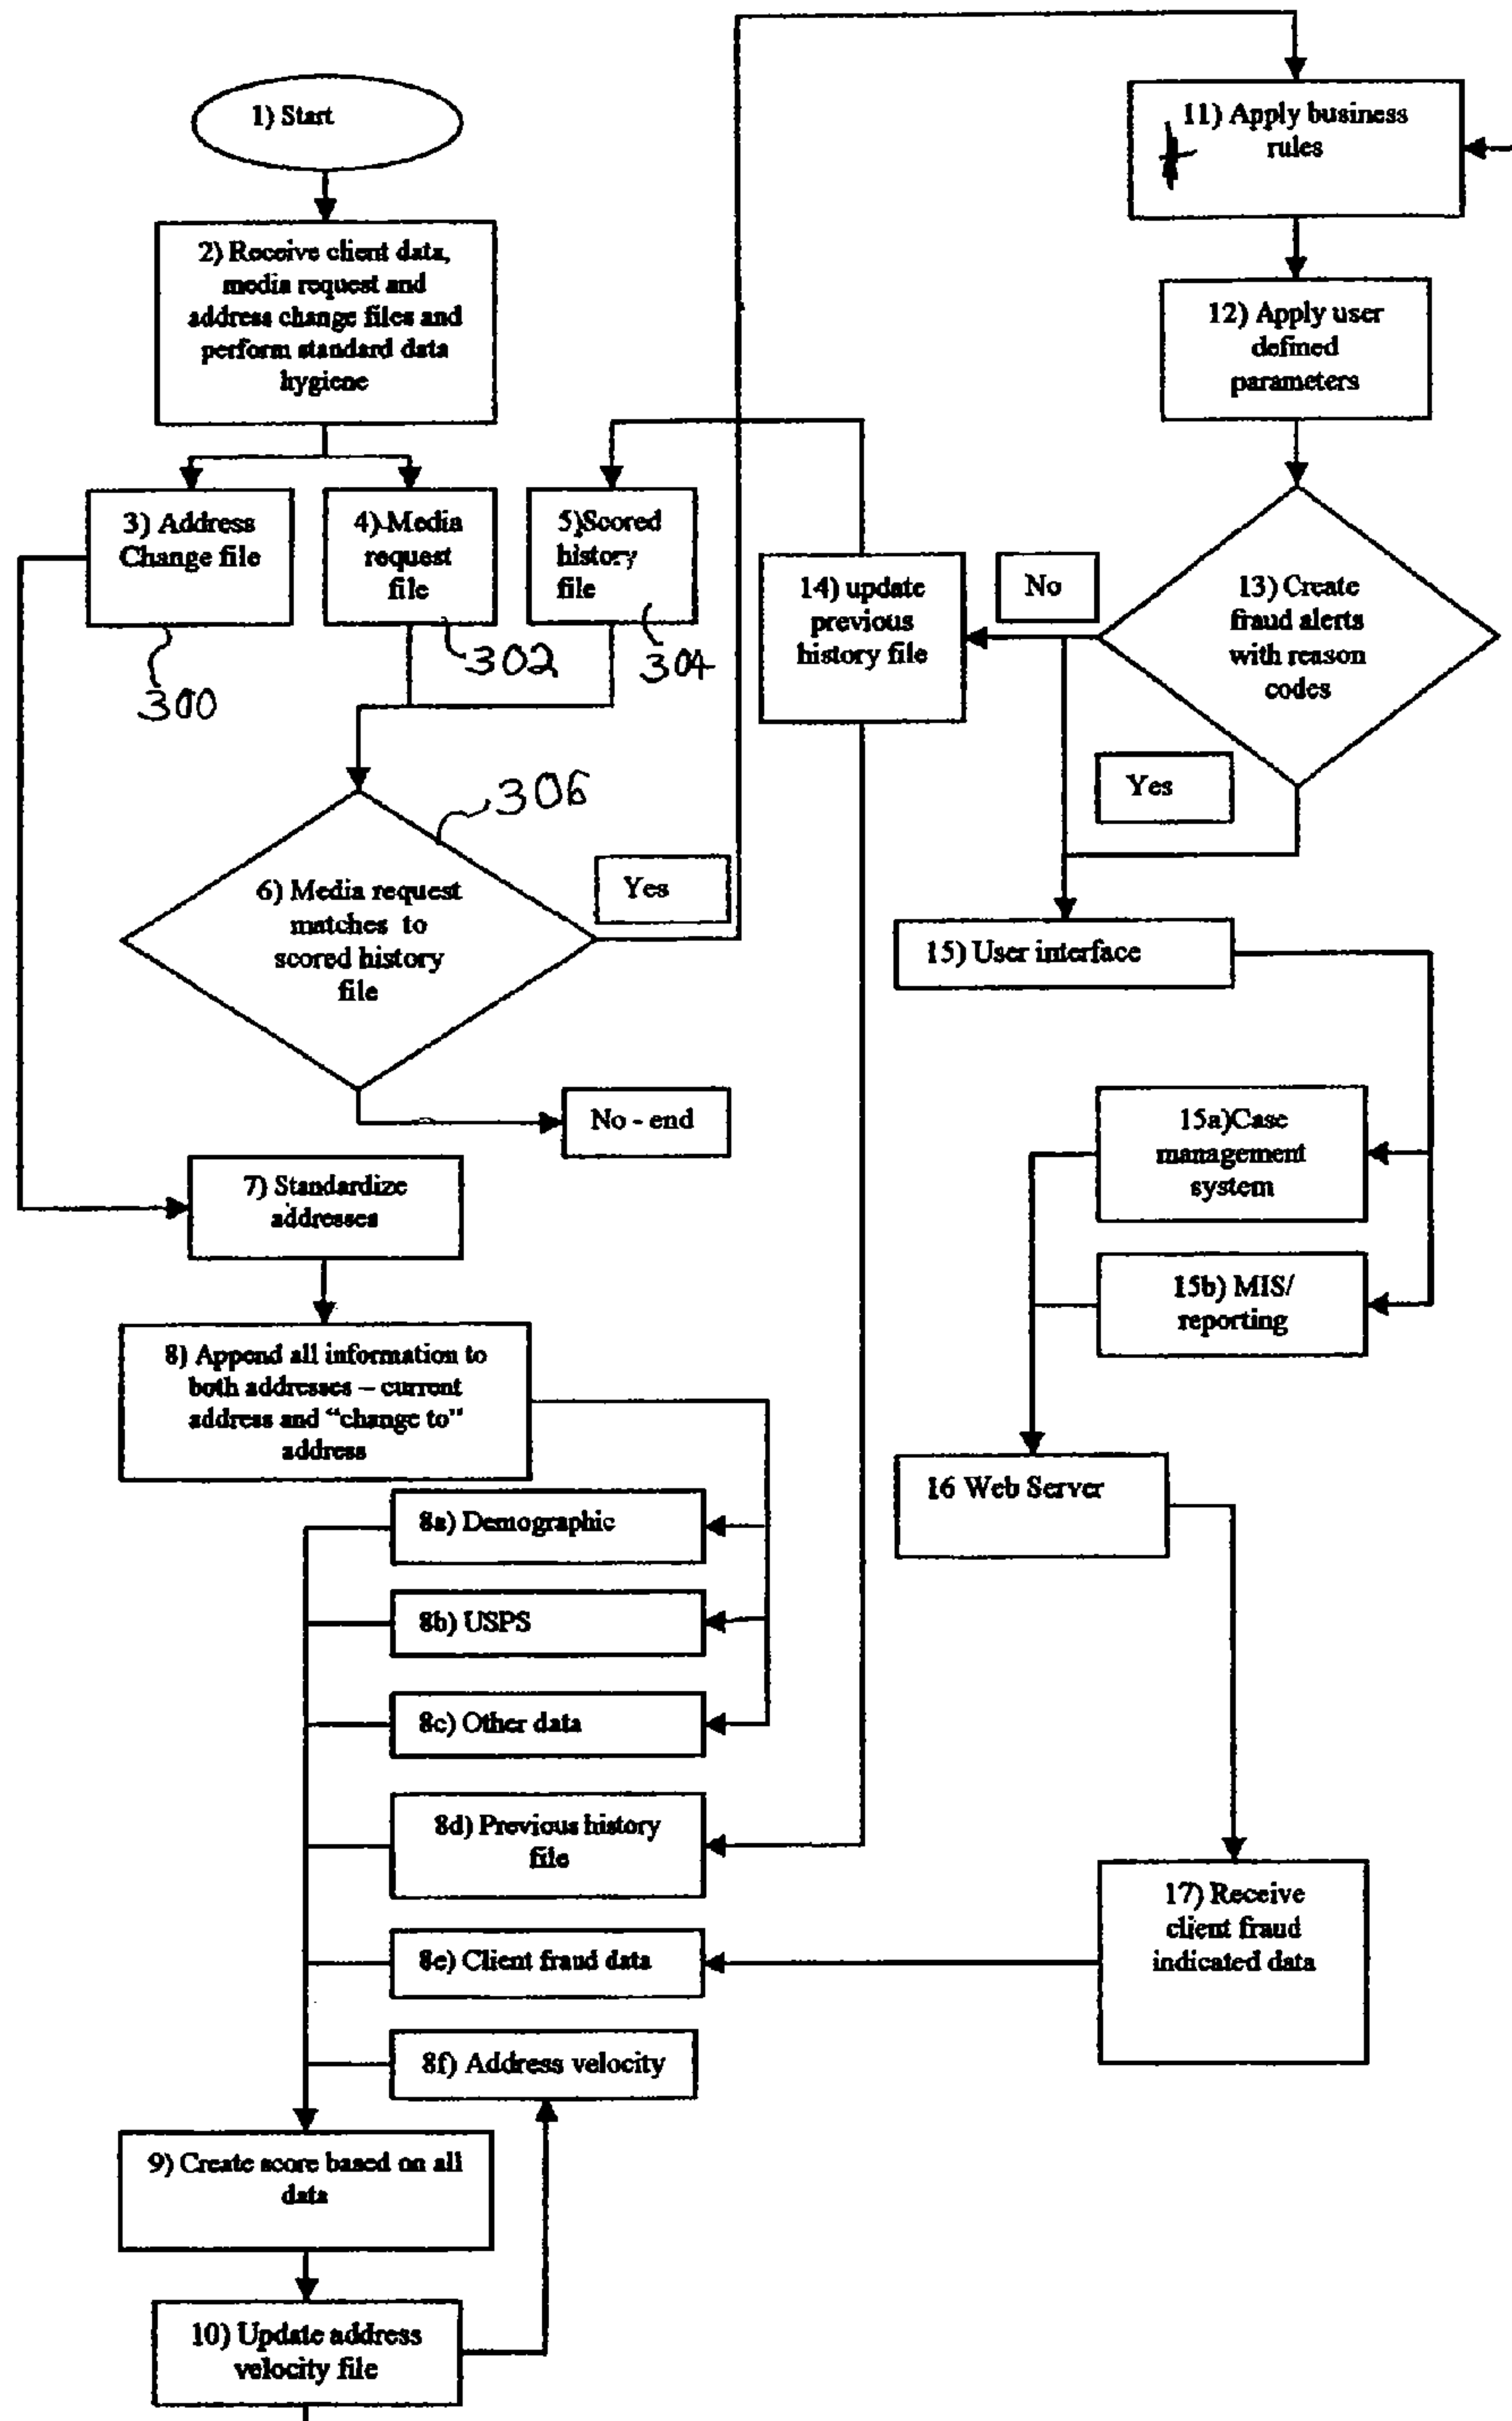 1) Start
2) Receive client data,
media request and
address change files and
perform standard data
hygiene
3) Address
Change file
4) Media
request
file
5)Scored
history
file
300
302
304
6) Media request
matches to
scored history
file
306
Yes
No - end
7) Standardize
addresses
8) Append all information to
both addresses – current
address and “change to”
address
8a) Demographic
8b) USPS
8c) Other data
8d) Previous history
file
8e) Client fraud data
8f) Address velocity
9) Create score based on all
data
10) Update address
velocity file
11) Apply business
rules
12) Apply user
defined
parameters
13) Create
fraud alerts
with reason
codes
No
Yes
14) update
previous
history file
15) User interface
15a)Case
management
system
15b) MIS/
reporting
16 Web Server
17) Receive
client fraud
indicated data